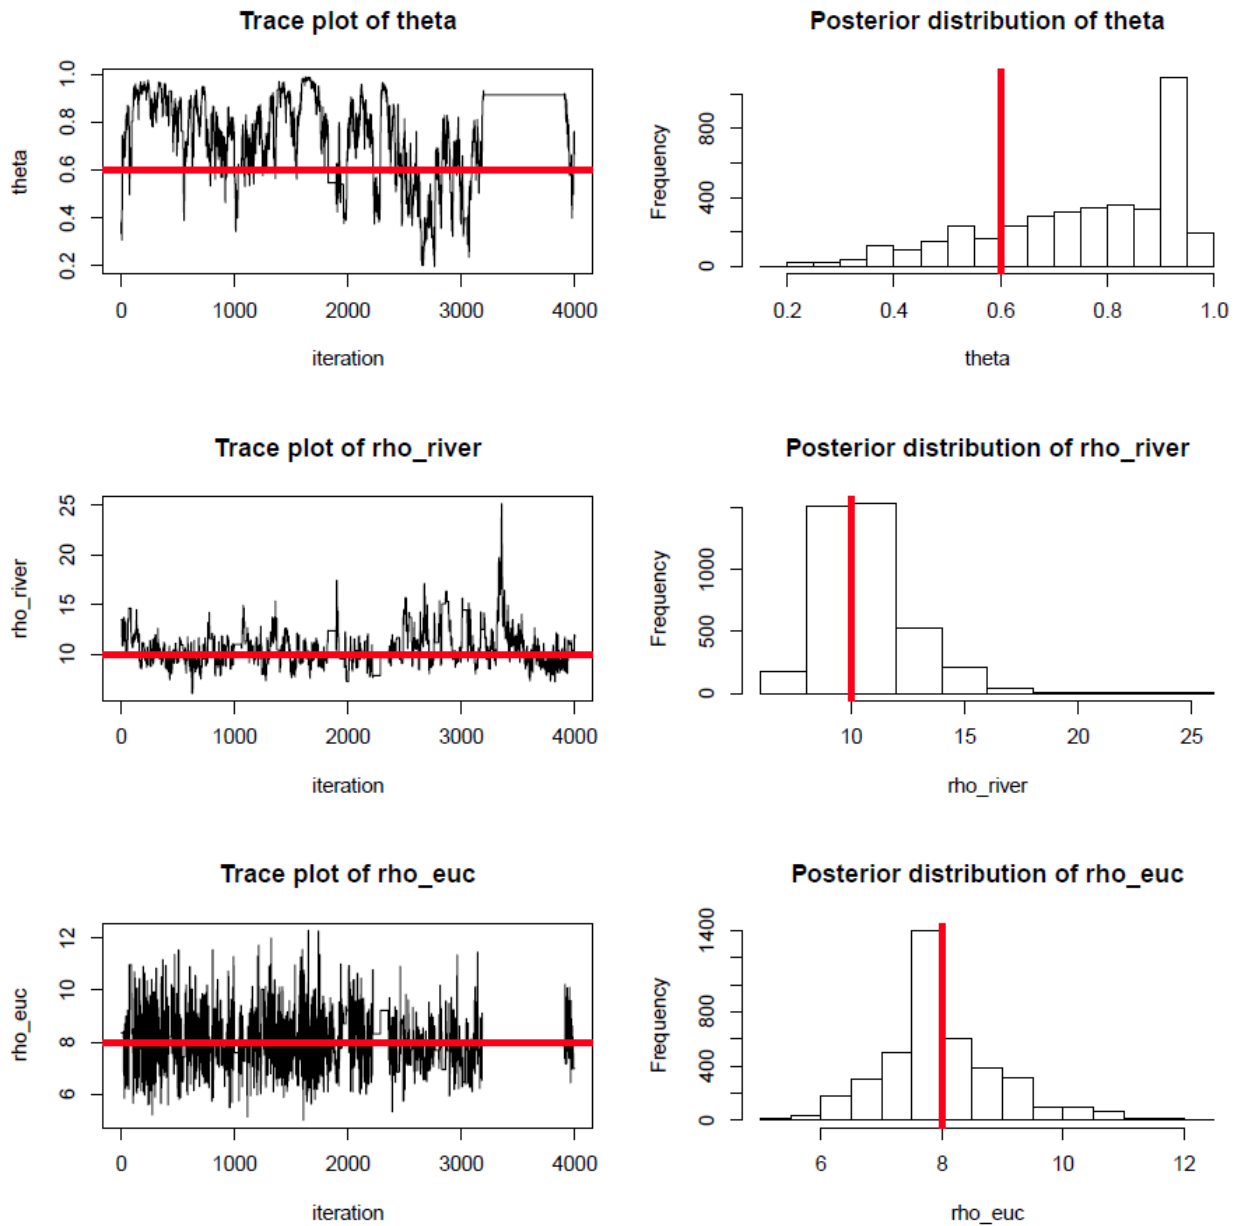 Trace plot of theta
theta
0.2 0.4 0.6 0.8 1.0
0 1000 2000 3000 4000
iteration
Posterior distribution of theta
Frequency
0 400 800
0.2 0.4 0.6 0.8 1.0
theta
Trace plot of rho_river
rho_river
10 15 20 25
0 1000 2000 3000 4000
iteration
Posterior distribution of rho_river
Frequency
0 500 1000
10 15 20 25
rho_river
Trace plot of rho_euc
rho_euc
6 8 10 12
0 1000 2000 3000 4000
iteration
Posterior distribution of rho_euc
Frequency
0 400 800 1400
6 8 10 12
rho_euc